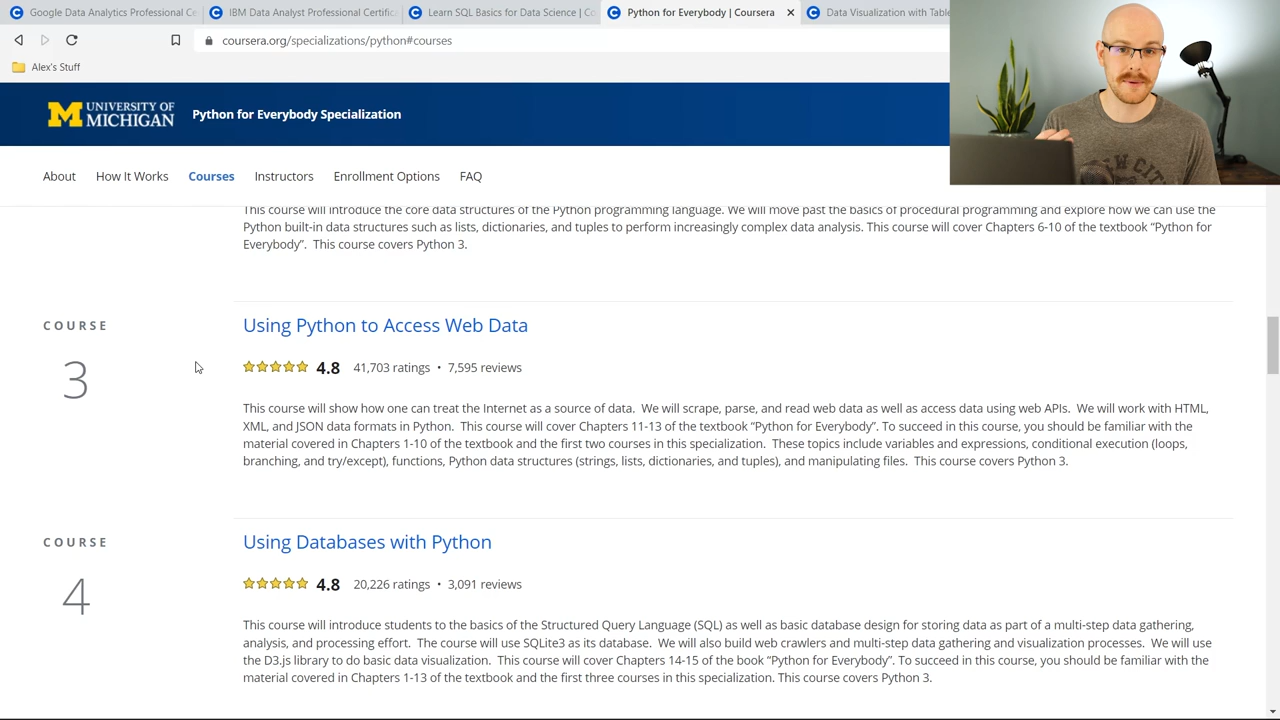 Google Data Analytics Professional Ce
IBM Data Analyst Professional Certifica
Learn SQL Basics for Data Science | Co
Python for Everybody | Coursera
Data Visualization with Table
coursera.org/specializations/python#courses
Alex's Stuff
UNIVERSITY OF
MICHIGAN
Python for Everybody Specialization
About
How It Works
Courses
Instructors
Enrollment Options
FAQ
This course will introduce the core data structures of the Python programming language. We will move past the basics of procedural programming and explore how we can use the
Python built-in data structures such as lists, dictionaries, and tuples to perform increasingly complex data analysis. This course will cover Chapters 6-10 of the textbook “Python for
Everybody”. This course covers Python 3.
COURSE
3
Using Python to Access Web Data
4.8 41,703 ratings • 7,595 reviews
This course will show how one can treat the Internet as a source of data. We will scrape, parse, and read web data as well as access data using web APIs. We will work with HTML,
XML, and JSON data formats in Python. This course will cover Chapters 11-13 of the textbook “Python for Everybody”. To succeed in this course, you should be familiar with the
material covered in Chapters 1-10 of the textbook and the first two courses in this specialization. These topics include variables and expressions, conditional execution (loops,
branching, and try/except), functions, Python data structures (strings, lists, dictionaries, and tuples), and manipulating files. This course covers Python 3.
COURSE
4
Using Databases with Python
4.8 20,226 ratings • 3,091 reviews
This course will introduce students to the basics of the Structured Query Language (SQL) as well as basic database design for storing data as part of a multi-step data gathering,
analysis, and processing effort. The course will use SQLite3 as its database. We will also build web crawlers and multi-step data gathering and visualization processes. We will use
the D3.js library to do basic data visualization. This course will cover Chapters 14-15 of the book “Python for Everybody”. To succeed in this course, you should be familiar with the
material covered in Chapters 1-13 of the textbook and the first three courses in this specialization. This course covers Python 3.